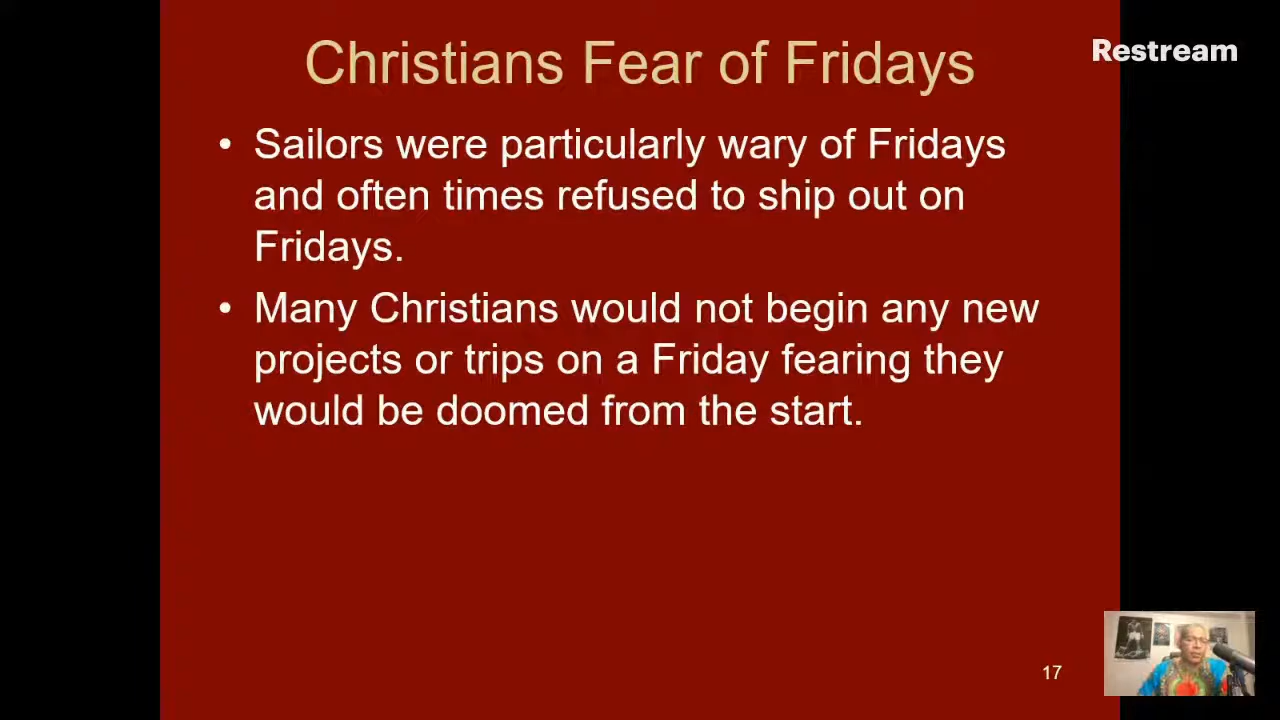 Christians Fear of Fridays
Restream
• Sailors were particularly wary of Fridays
and often times refused to ship out on
Fridays.
• Many Christians would not begin any new
projects or trips on a Friday fearing they
would be doomed from the start.
17